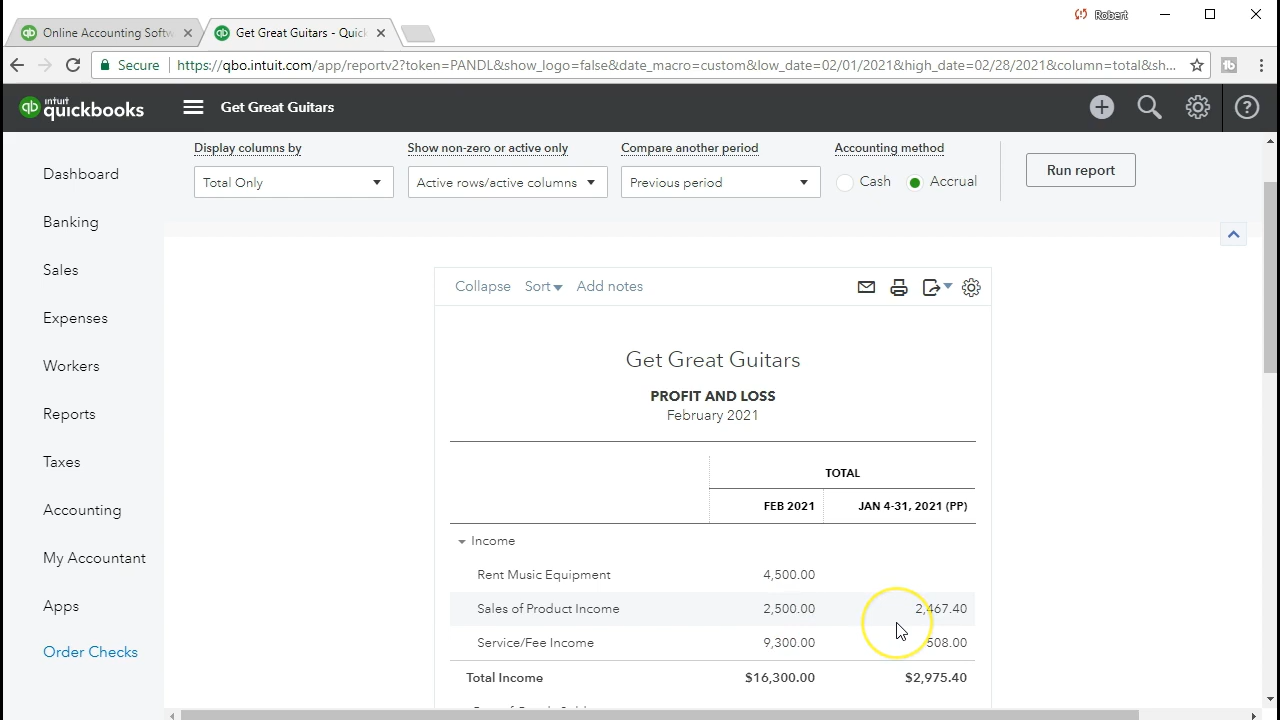 Robert
Online Accounting Softw
Get Great Guitars - Quick
Secure
https://qbo.intuit.com/app/reportv2?token=PANDL&show_logo=false&date_macro=custom&low_date=02/01/2021&high_date=02/28/2021&column=total&sh...
intuit
quickbooks
Get Great Guitars
Display columns by
Show non-zero or active only
Compare another period
Accounting method
Total Only
Active rows/active columns
Previous period
Cash
Accrual
Run report
Dashboard
Banking
Sales
Expenses
Workers
Reports
Taxes
Accounting
My Accountant
Apps
Order Checks
Collapse Sort Add notes
Get Great Guitars
PROFIT AND LOSS
February 2021
TOTAL
FEB 2021 JAN 4-31, 2021 (PP)
Income
Rent Music Equipment 4,500.00
Sales of Product Income 2,500.00 2,467.40
Service/Fee Income 9,300.00 508.00
Total Income $16,300.00 $2,975.40